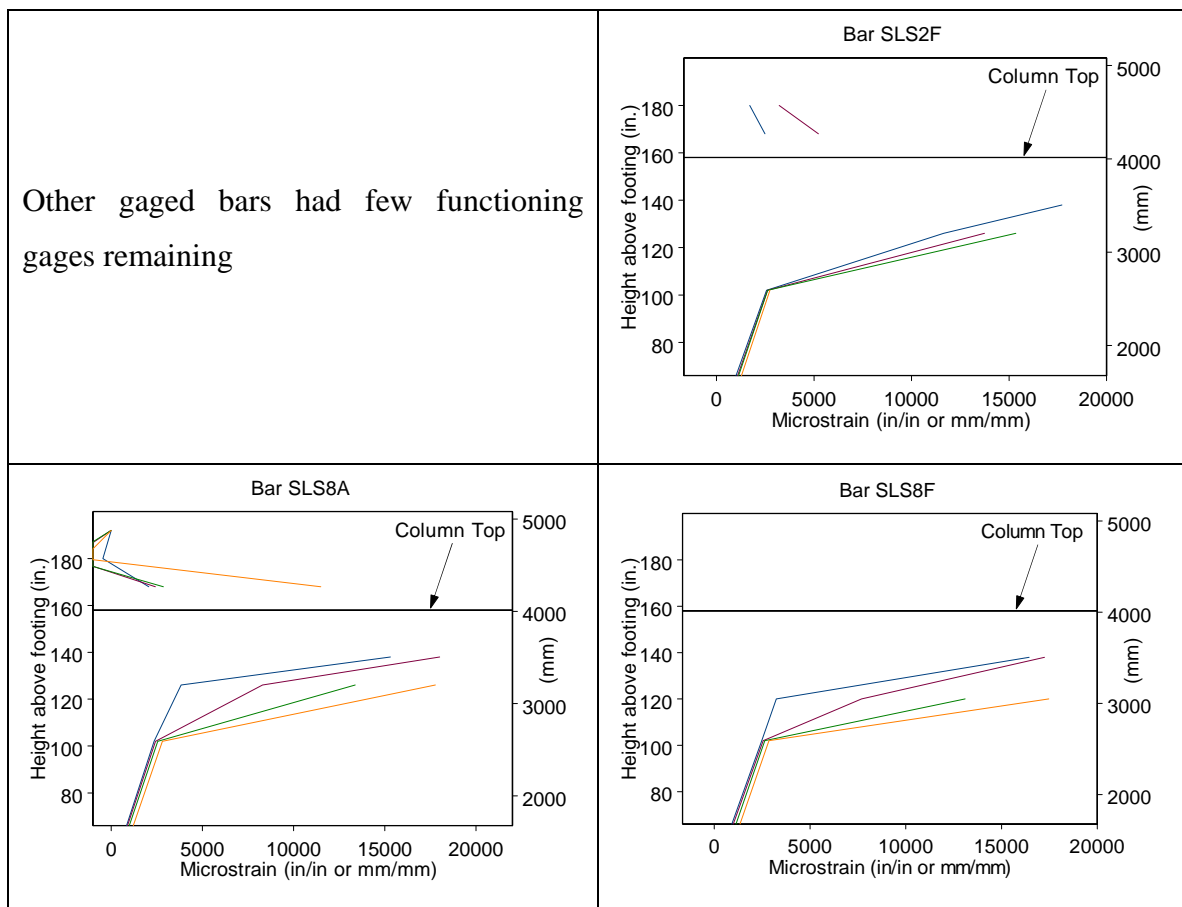 Other gaged bars had few functioning
gages remaining
Bar SLS2F
Column Top
Height above footing (in.)
180
160
140
120
100
80
5000
4000
3000
2000
(mm)
0 5000 10000 15000 20000
Microstrain (in/in or mm/mm)
Bar SLS8A
Column Top
Height above footing (in.)
180
160
140
120
100
80
5000
4000
3000
2000
(mm)
0 5000 10000 15000 20000
Microstrain (in/in or mm/mm)
Bar SLS8F
Column Top
Height above footing (in.)
180
160
140
120
100
80
5000
4000
3000
2000
(mm)
0 5000 10000 15000 20000
Microstrain (in/in or mm/mm)